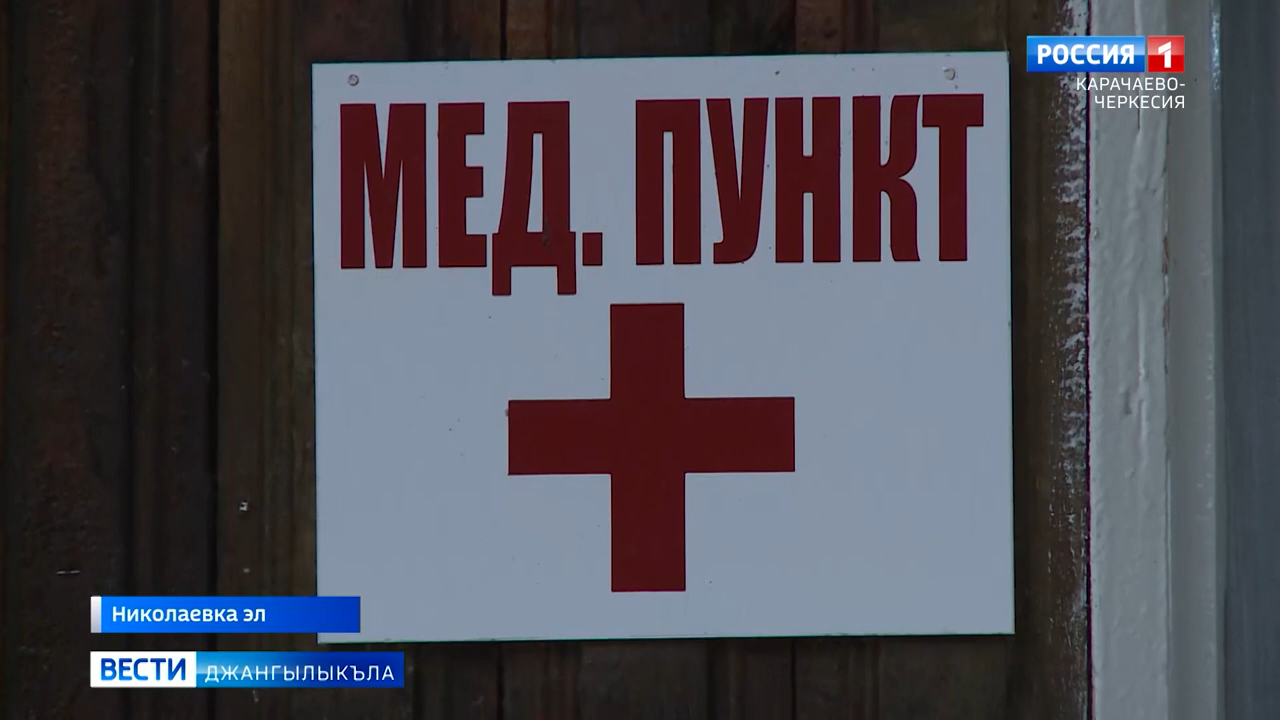 РОССИЯ 1
КАРАЧАЕВО-
ЧЕРКЕСИЯ
МЕД. ПУНКТ
Николаевка эл
ВЕСТИ ДЖАНГЫЛЫКЪЛА